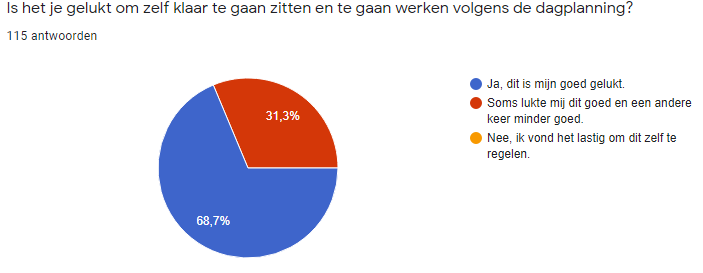 Is het je gelukt om zelf klaar te gaan zitten en te gaan werken volgens de dagplanning?
115 antwoorden
31,3%
68,7%
Ja, dit is mijn goed gelukt.
Soms lukte mij dit goed en een andere
keer minder goed.
Nee, ik vond het lastig om dit zelf te
regelen.